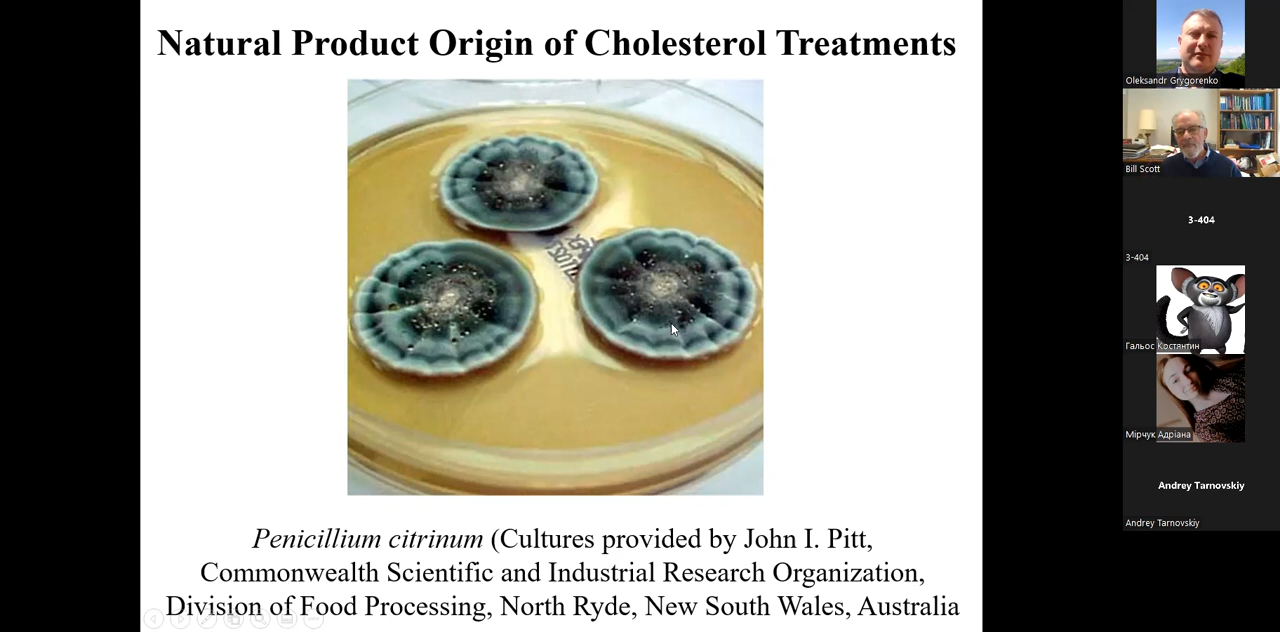 Natural Product Origin of Cholesterol Treatments
Penicillium citrinum (Cultures provided by John I. Pitt,
Commonwealth Scientific and Industrial Research Organization,
Division of Food Processing, North Ryde, New South Wales, Australia
Oleksandr Grygorenko
Bill Scott
3-404
3-404
Гальос Костянтин
Мірчук Адріана
Andrey Tarnovskiy
Andrey Tarnovskiy